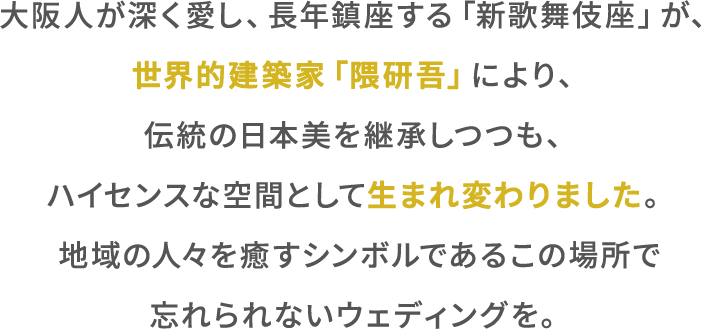 大阪人が深く愛し、長年鎮座する「新歌舞伎座」が、
世界的建築家「隈研吾」により、
伝統の日本美を継承しつつも、
ハイセンスな空間として生まれ変わりました。
地域の人々を癒すシンボルであるこの場所で
忘れられないウェディングを。